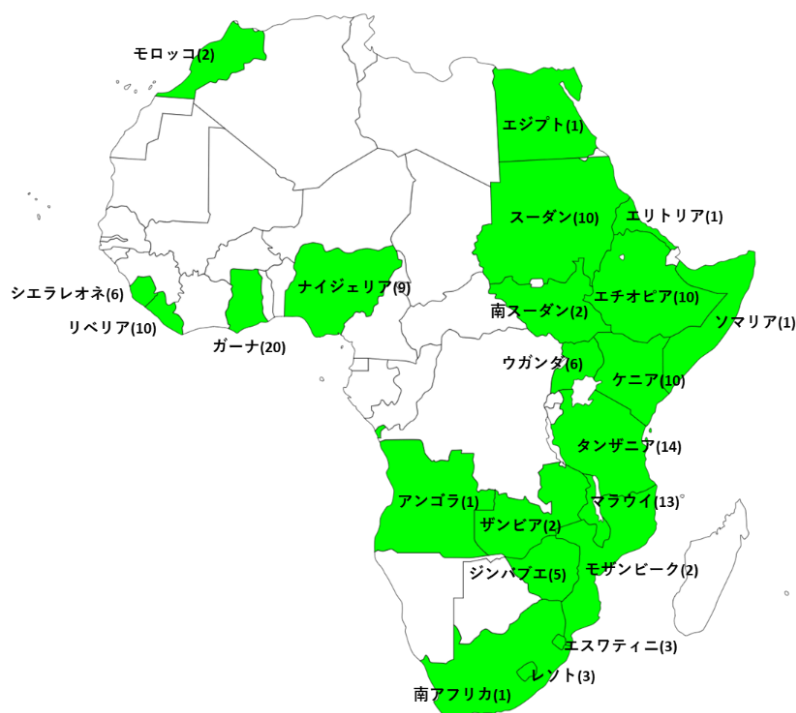 モロッコ(2)
エジプト(1)
スーダン(10)
エリトリア(1)
シエラレオネ(6)
ナイジェリア(9)
エチオピア(10)
南スーダン(2)
ソマリア(1)
リベリア(10)
ガーナ(20)
ウガンダ(6)
ケニア(10)
タンザニア(14)
アンゴラ(1)
マラウイ(13)
ザンビア(2)
ジンバブエ(5)
モザンビーク(2)
エスワティニ(3)
レソト(3)
南アフリカ(1)